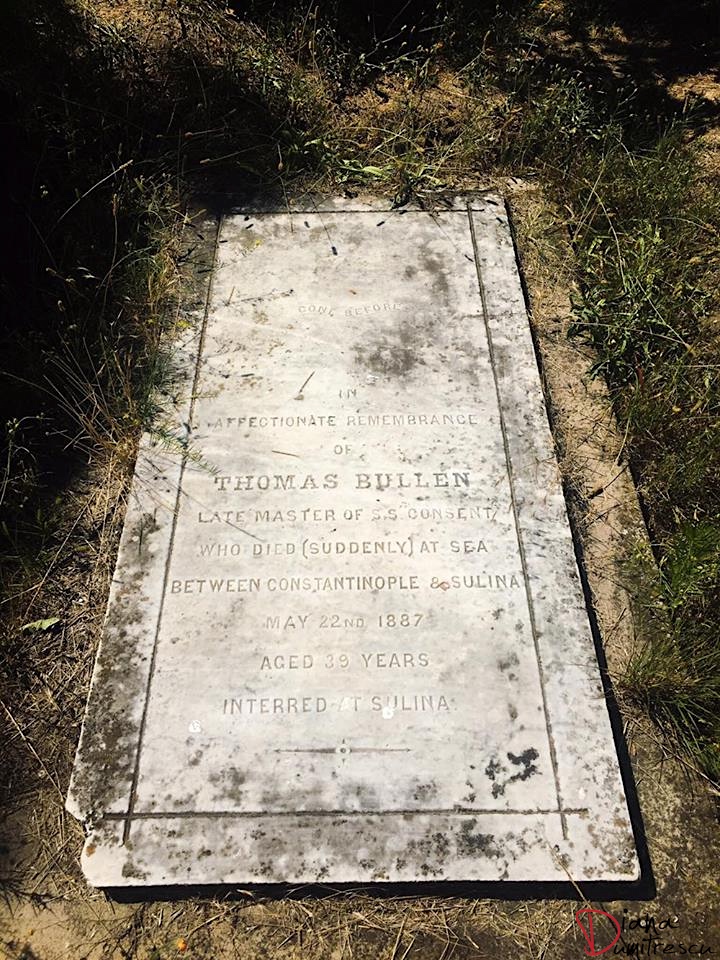 GONE BEFORE
IN
AFFECTIONATE REMEMBRANCE
OF
THOMAS BULLEN
LATE MASTER OF S.S. CONSENT,
WHO DIED (SUDDENLY) AT SEA
BETWEEN CONSTANTINOPLE & SULINA
MAY 22ND 1887
AGED 39 YEARS
INTERRED AT SULINA.
Diana
Dumitrescu